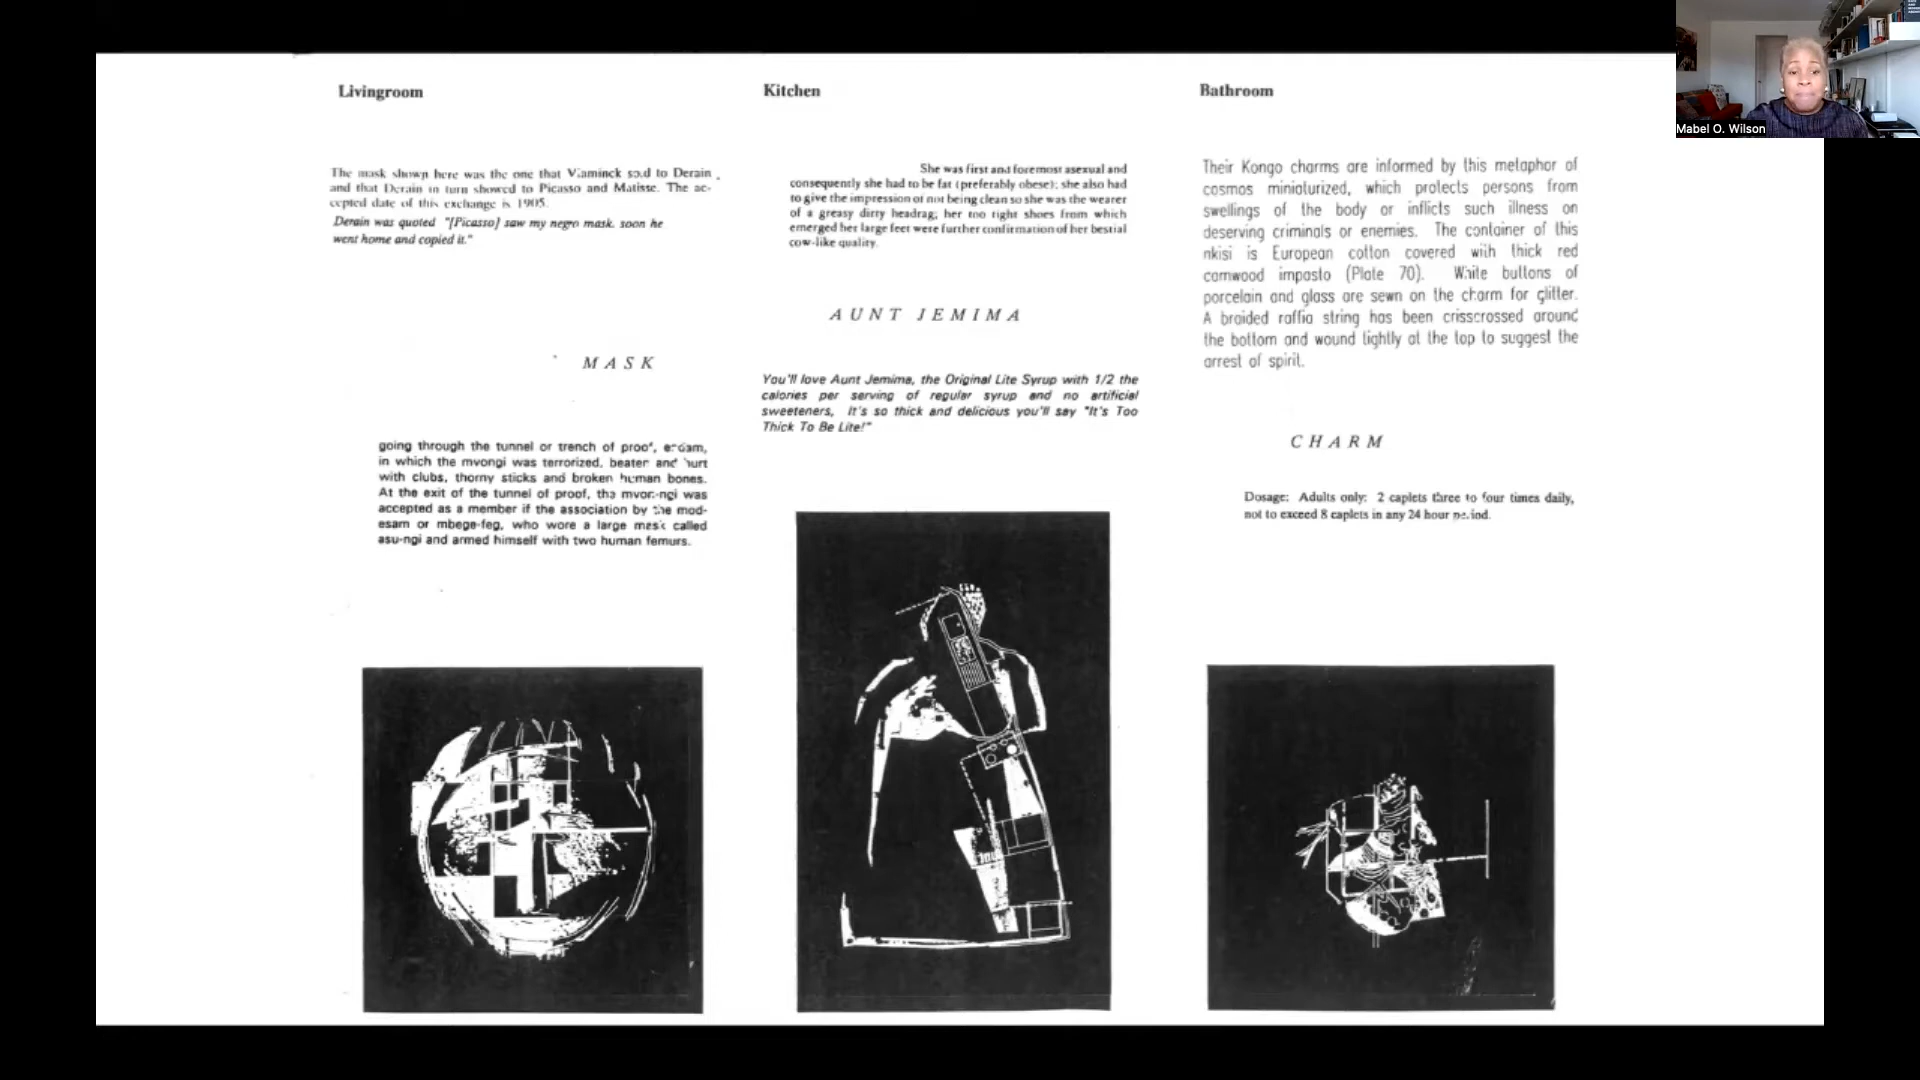 Livingroom
The mask shown here was the one that Vlaminck sold to Derain,
and that Derain in turn showed to Picasso and Matisse. The ac-
cepted date of this exchange is 1905.
Derain was quoted "[Picasso] saw my negro mask. soon he
went home and copied it."
MASK
going through the tunnel or trench of proof,
in which the mvongi was terrorized, beaten and hurt
with clubs, thorny sticks and broken human bones.
At the exit of the tunnel of proof, the mvon-ngi was
accepted as a member if the association by the mod-
esam or mbege-feg, who wore a large mask called
asu-ngi and armed himself with two human femurs.
Kitchen
She was first and foremost asexual and
consequently she had to be fat (preferably obese); she also had
to give the impression of not being clean so she was the wearer
of a greasy dirty headrag; her too tight shoes from which
emerged her large feet were further confirmation of her bestial
cow-like quality.
AUNT JEMIMA
You'll love Aunt Jemima, the Original Lite Syrup with 1/2 the
calories per serving of regular syrup and no artificial
sweeteners, It's so thick and delicious you'll say "It's Too
Thick To Be Lite!"
Bathroom
Their Kongo charms are informed by this metaphor of
cosmos miniaturized, which protects persons from
swellings of the body or inflicts such illness on
deserving criminals or enemies. The container of this
nkisi is European cotton covered with thick red
camwood impasto (Plate 70). White buttons of
porcelain and glass are sewn on the charm for glitter.
A braided raffia string has been crisscrossed around
the bottom and wound lightly at the top to suggest the
arrest of spirit.
CHARM
Dosage: Adults only: 2 caplets three to four times daily,
not to exceed 8 caplets in any 24 hour period.
Mabel O. Wilson